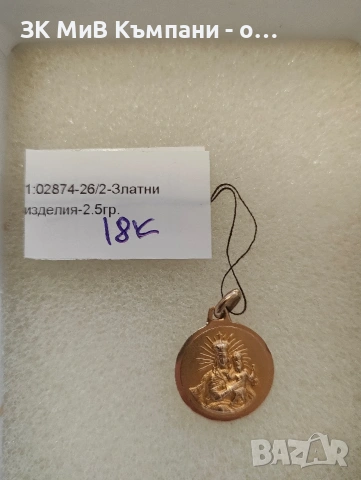 ЗК МиВ Къмпани - о...
1:02874-26/2-Златни
изделия-2.5гр.
18K
BAZAR